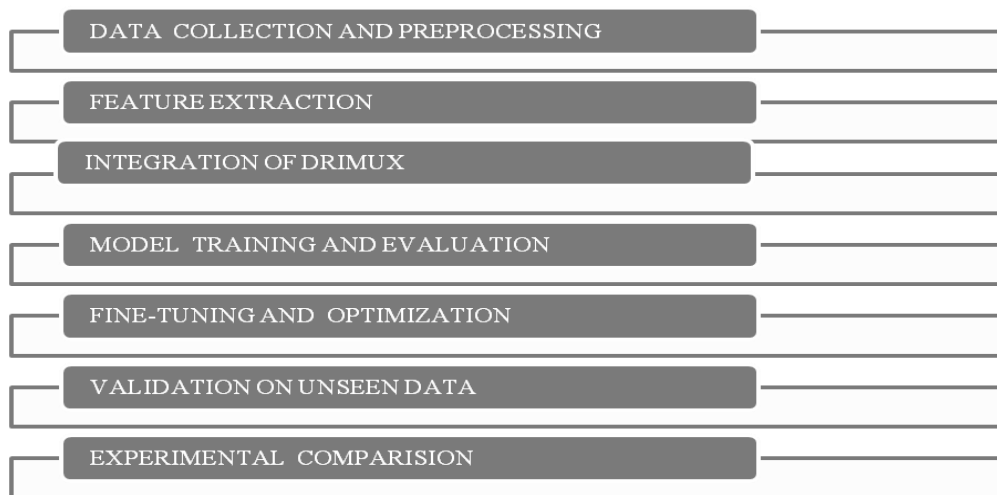 DATA COLLECTION AND PREPROCESSING
FEATURE EXTRACTION
INTEGRATION OF DRIMUX
MODEL TRAINING AND EVALUATION
FINE-TUNING AND OPTIMIZATION
VALIDATION ON UNSEEN DATA
EXPERIMENTAL COMPARISION